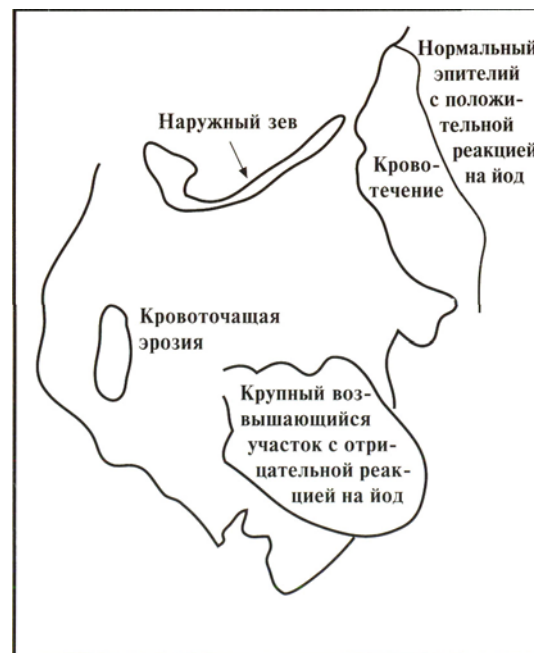 Нормальный
эпителий
с положи-
тельной
реакцией
на йод
Наружный зев
Крово-
течение
Кровоточащая
эрозия
Крупный воз-
вышающийся
участок с отри-
цательной реак-
цией на йод